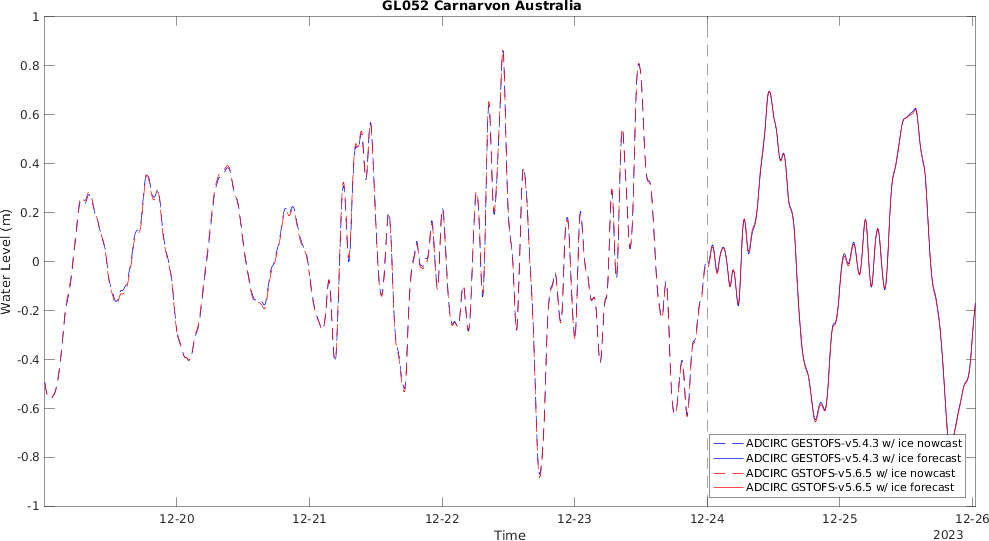 GL052 Carnarvon Australia
1
0.8
0.6
0.4
0.2
0
-0.2
-0.4
-0.6
-0.8
-1
Water Level (m)
ADCIRC GESTOFS-v5.4.3 w/ ice nowcast
ADCIRC GESTOFS-v5.4.3 w/ ice forecast
ADCIRC GSTOFS-v5.6.5 w/ ice nowcast
ADCIRC GSTOFS-v5.6.5 w/ ice forecast
12-20 12-21 12-22 12-23 12-24 12-25 12-26
Time
2023